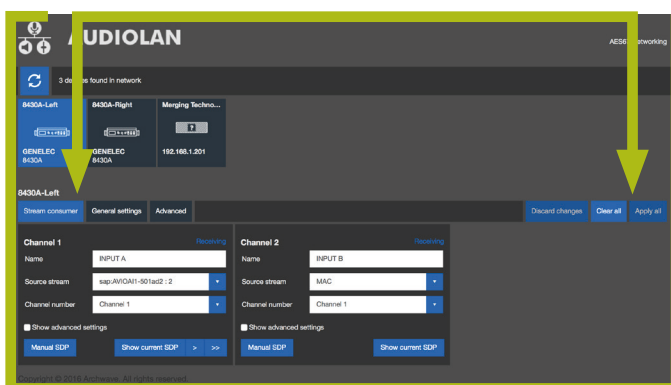 AUDIOLAN
AES67 Networking
3 devices found in network
8430A-Left
8430A-Right
Merging Techno...
?
GENELEC
8430A
GENELEC
8430A
192.168.1.201
8430A-Left
Stream consumer
General settings
Advanced
Discard changes
Clear all
Apply all
Channel 1
Receiving
Name
INPUT A
Source stream
sap:AVIOAI1-501ad2 : 2
Channel number
Channel 1
Show advanced settings
Manual SDP
Show current SDP
>
>>
Channel 2
Receiving
Name
INPUT B
Source stream
MAC
Channel number
Channel 1
Show advanced settings
Manual SDP
Show current SDP
Copyright © 2016 Archwave. All rights reserved.